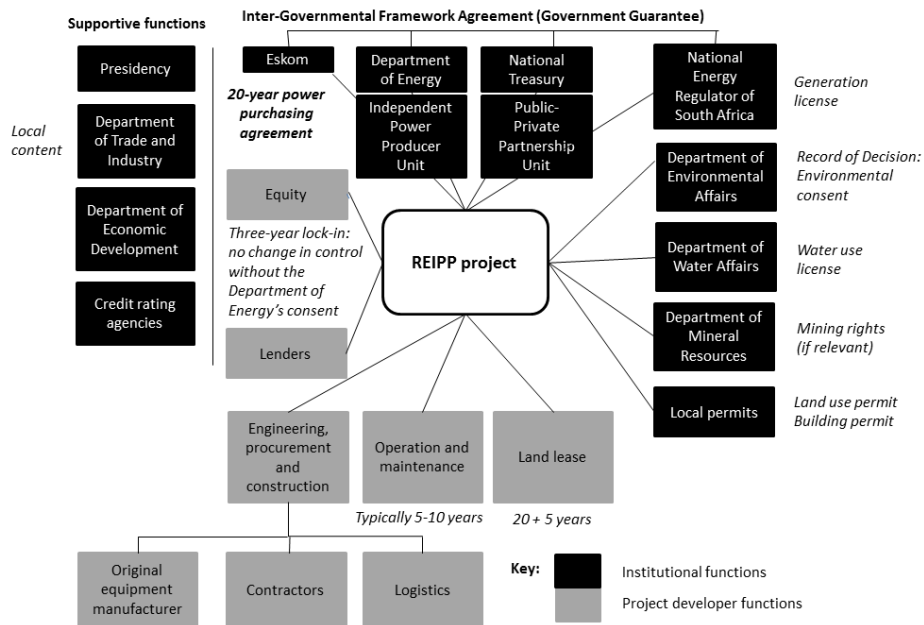 Inter-Governmental Framework Agreement (Government Guarantee)
Supportive functions
Presidency
Local
content
Department
of Trade and
Industry
Department of
Economic
Development
Credit rating
agencies
Eskom
20-year power
purchasing
agreement
Department
of Energy
Independent
Power
Producer
Unit
National
Treasury
Public-
Private
Partnership
Unit
National
Energy
Regulator of
South Africa
Generation
license
Department of
Environmental
Affairs
Record of Decision:
Environmental
consent
Department of
Water Affairs
Water use
license
Department of
Mineral
Resources
Mining rights
(if relevant)
Local permits
Land use permit
Building permit
Equity
Three-year lock-in:
no change in control
without the
Department of
Energy's consent
Lenders
REIPP project
Engineering,
procurement
and
construction
Operation and
maintenance
Typically 5-10 years
Land lease
20 + 5 years
Original
equipment
manufacturer
Contractors
Logistics
Key:
Institutional functions
Project developer functions